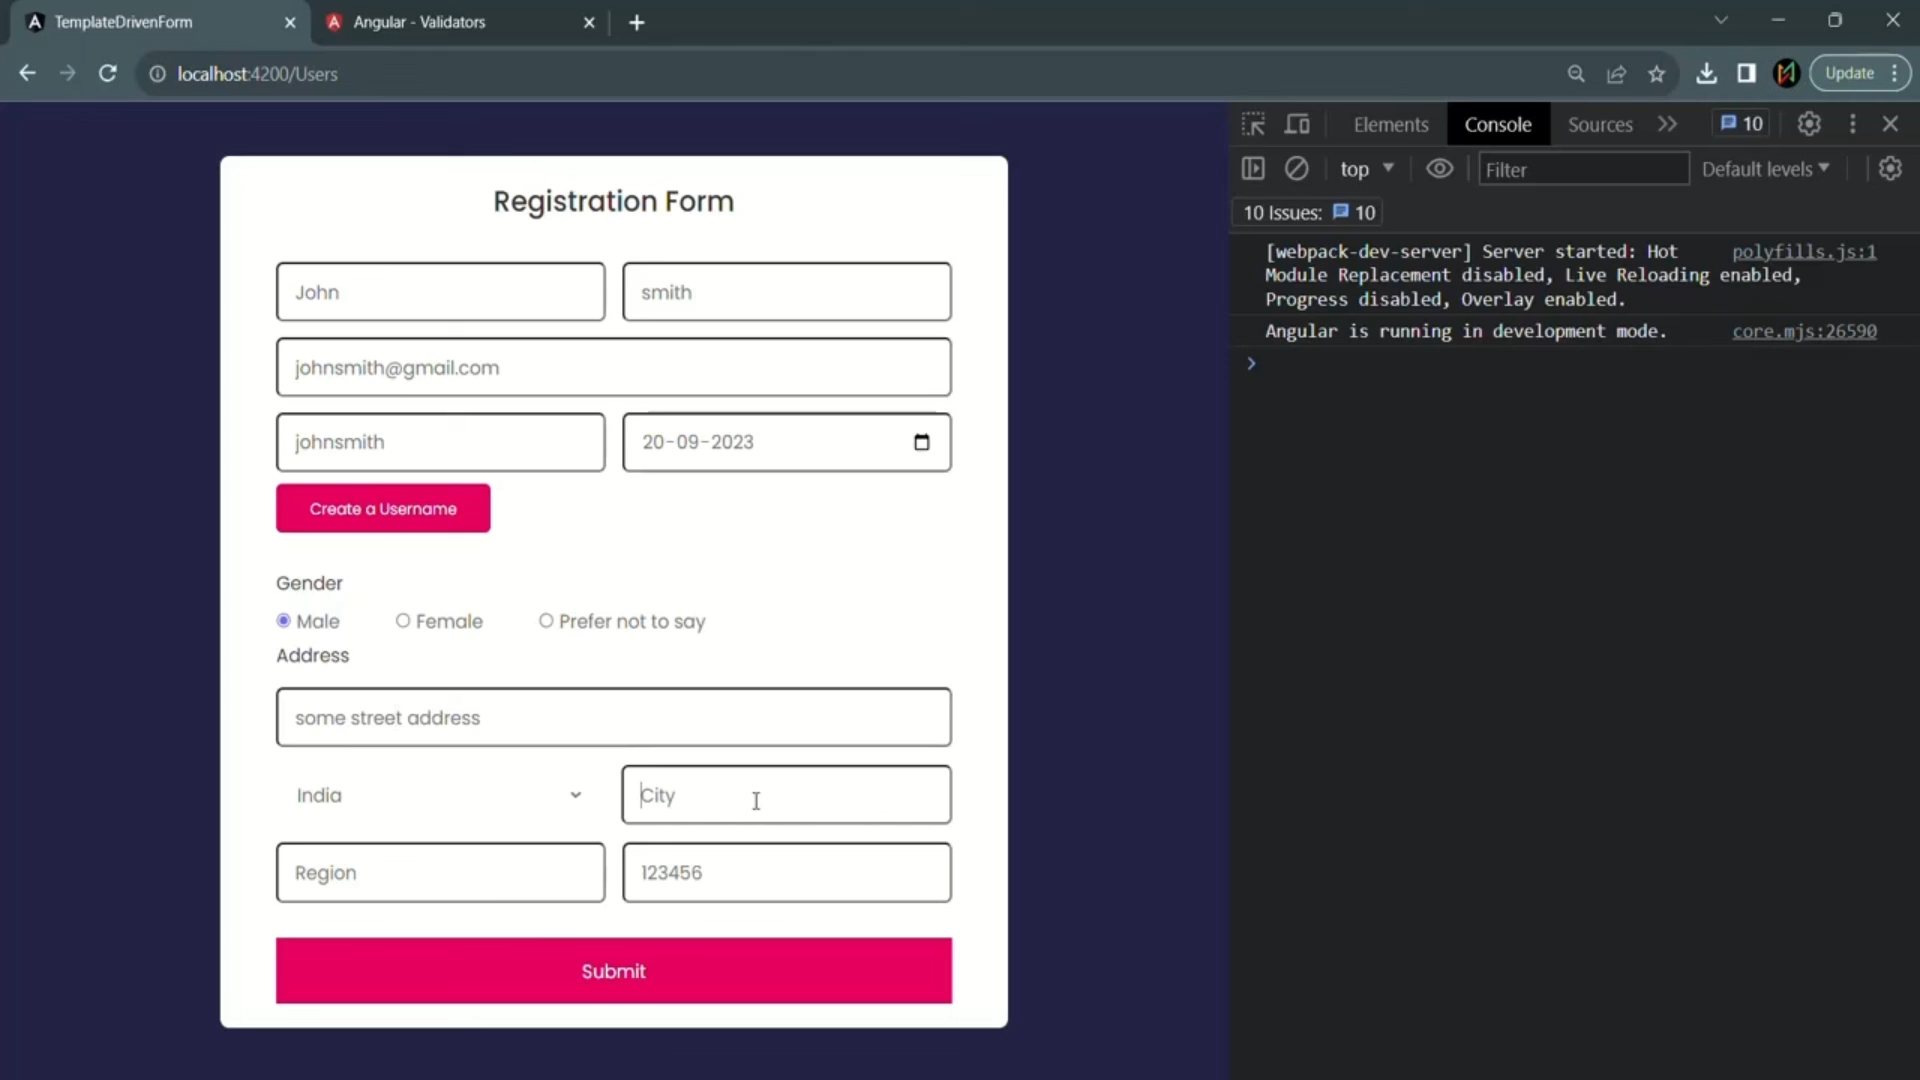 TemplateDrivenForm
Angular - Validators
localhost:4200/Users
Update
Elements
Console
Sources
10
top
Filter
Default levels
10 Issues: 10
[webpack-dev-server] Server started: Hot polyfills.js:1
Module Replacement disabled, Live Reloading enabled,
Progress disabled, Overlay enabled.
Angular is running in development mode. core.mjs:26590
Registration Form
John
smith
johnsmith@gmail.com
johnsmith
20-09-2023
Create a Username
Gender
Male
Female
Prefer not to say
Address
some street address
India
City
Region
123456
Submit